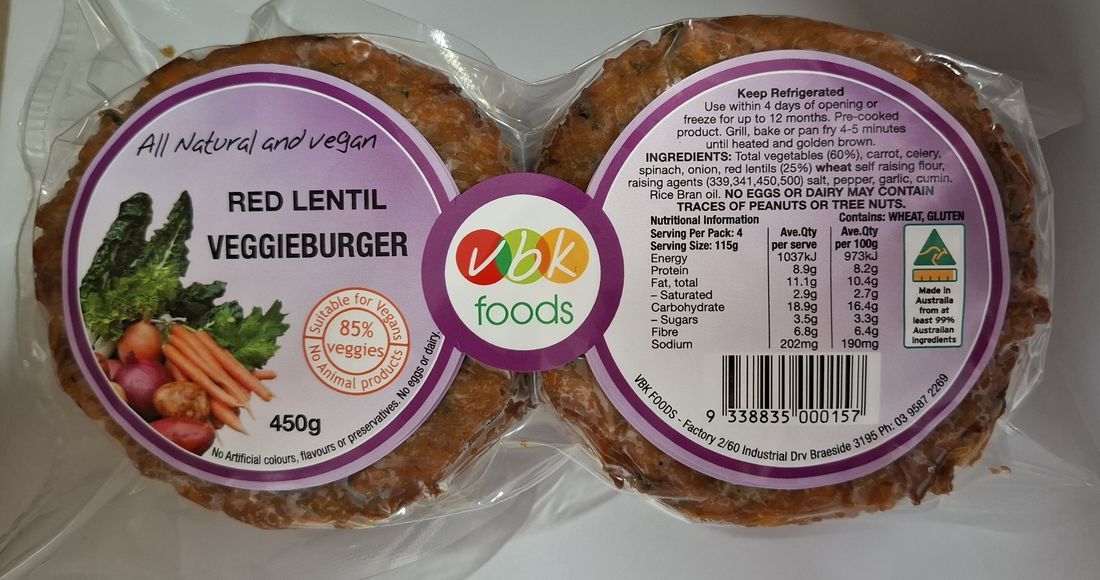 All Natural and vegan
RED LENTIL
VEGGIEBURGER
Suitable for Vegans
85%
veggies
No Animal products
450g
No Artificial colours, flavours or preservatives. No eggs or dairy.
vbk
foods
Keep Refrigerated
Use within 4 days of opening or
freeze for up to 12 months. Pre-cooked
product. Grill, bake or pan fry 4-5 minutes
until heated and golden brown.
INGREDIENTS: Total vegetables (60%), carrot, celery,
spinach, onion, red lentils (25%) wheat self raising flour,
raising agents (339,341,450,500) salt, pepper, garlic, cumin.
Rice Bran oil. NO EGGS OR DAIRY MAY CONTAIN
TRACES OF PEANUTS OR TREE NUTS.
Nutritional Information Contains: WHEAT, GLUTEN
Serving Per Pack: 4 Ave.Qty Ave.Qty
Serving Size: 115g per serve per 100g
Energy 1037kJ 973kJ
Protein 8.9g 8.2g
Fat, total 11.1g 10.4g
– Saturated 2.9g 2.7g
Carbohydrate 18.9g 16.4g
– Sugars 3.5g 3.3g
Fibre 6.8g 6.4g
Sodium 202mg 190mg
Made in
Australia
from at
least 99%
Australian
ingredients
9 338835 000157
VBK FOODS - Factory 2/60 Industrial Drv Braeside 3195 Ph: 03 9587 2269